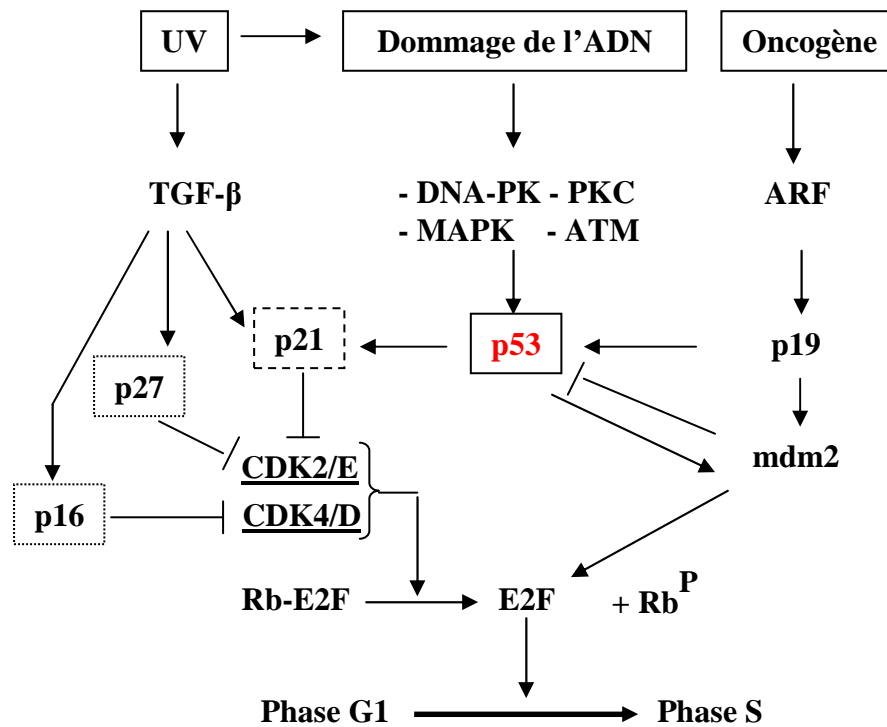 UV Dommage de l’ADN Oncogène
TGF-β - DNA-PK - PKC ARF
- MAPK - ATM
p21 p53 p19
p27
CDK2/E mdm2
p16 CDK4/D
Rb-E2F E2F + Rb^P
Phase G1 Phase S